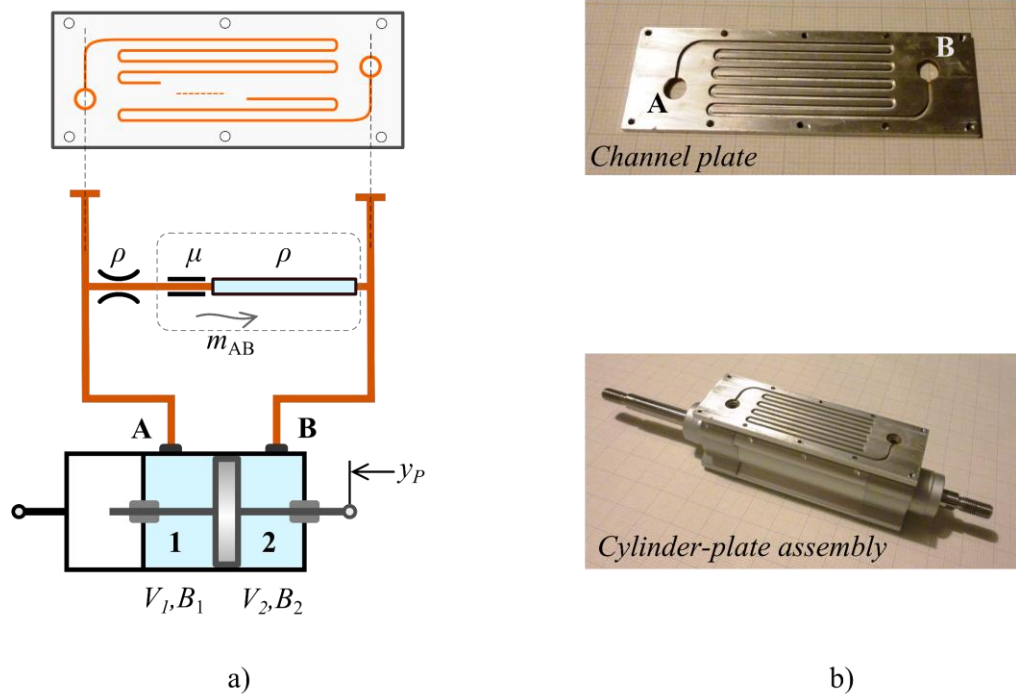 ρ μ ρ
m_AB
A B
y_P
1 2
V_1,B_1 V_2,B_2
a)
A B
Channel plate
Cylinder-plate assembly
b)